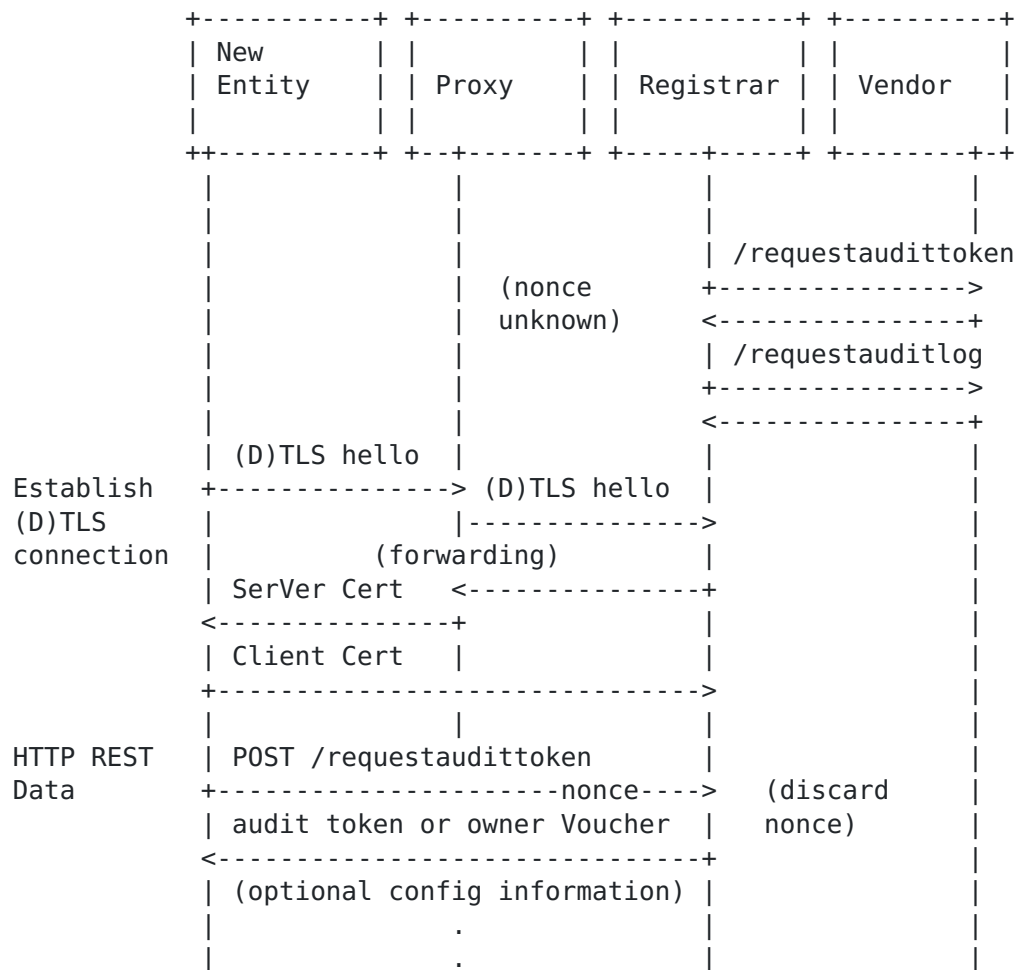 New
Entity Proxy Registrar Vendor
/requestaudittoken
(nonce
unknown)
/requestauditlog
(D)TLS hello
Establish (D)TLS hello
(D)TLS
connection (forwarding)
SerVer Cert
Client Cert
HTTP REST POST /requestaudittoken
Data nonce (discard
audit token or owner Voucher nonce)
(optional config information)
.
.